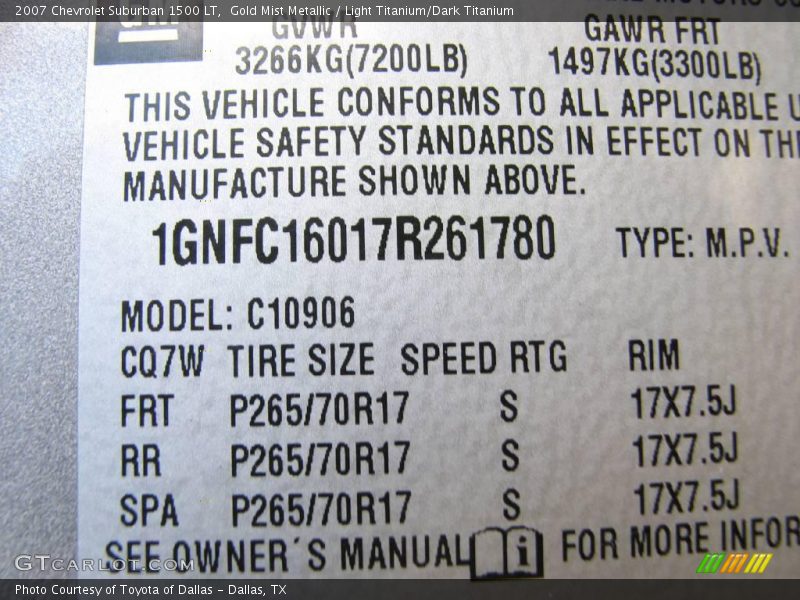 2007 Chevrolet Suburban 1500 LT, Gold Mist Metallic / Light Titanium/Dark Titanium
GM
GVWR GAWR FRT
3266KG(7200LB) 1497KG(3300LB)
THIS VEHICLE CONFORMS TO ALL APPLICABLE U
VEHICLE SAFETY STANDARDS IN EFFECT ON TH
MANUFACTURE SHOWN ABOVE.
1GNFC16017R261780 TYPE: M.P.V.
MODEL: C10906
CQ7W TIRE SIZE SPEED RTG RIM
FRT P265/70R17 S 17X7.5J
RR P265/70R17 S 17X7.5J
SPA P265/70R17 S 17X7.5J
SEE OWNER´S MANUAL i FOR MORE INFOR
GTcarlot.com
Photo Courtesy of Toyota of Dallas - Dallas, TX